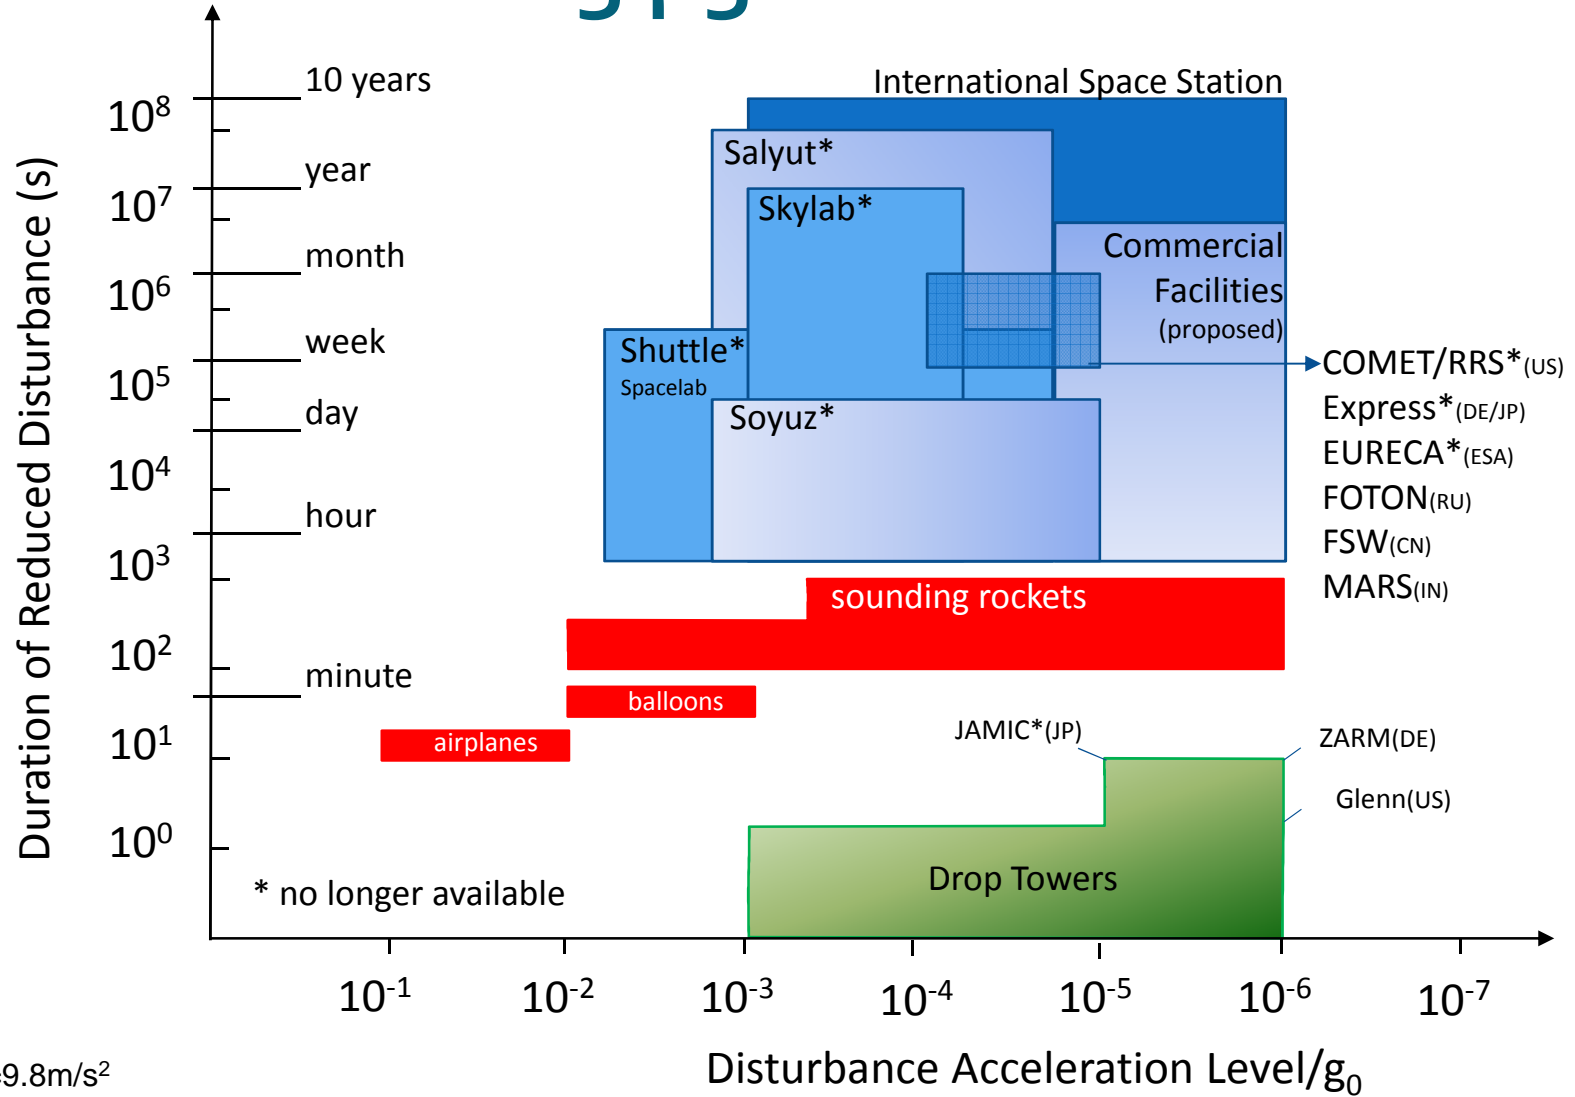 10 years
International Space Station
10⁸
Salyut*
year
10⁷
Skylab*
month
Commercial
Facilities
(proposed)
10⁶
week
Shuttle*
Spacelab
COMET/RRS*(US)
10⁵
Express*(DE/JP)
day
Soyuz*
EURECA*(ESA)
10⁴
FOTON(RU)
hour
FSW(CN)
10³
MARS(IN)
sounding rockets
10²
minute
balloons
10¹
airplanes
JAMIC*(JP)
ZARM(DE)
Glenn(US)
10⁰
Drop Towers
* no longer available
Duration of Reduced Disturbance (s)
10⁻¹ 10⁻² 10⁻³ 10⁻⁴ 10⁻⁵ 10⁻⁶ 10⁻⁷
Disturbance Acceleration Level/g₀
9.8m/s²